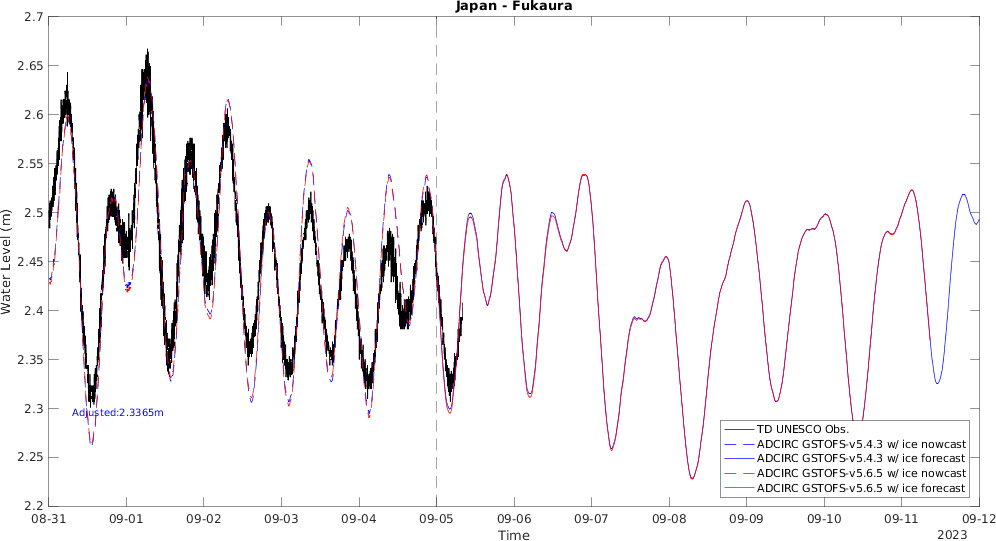 Japan - Fukaura
Water Level (m)
2.7
2.65
2.6
2.55
2.5
2.45
2.4
2.35
2.3
2.25
2.2
Adjusted:2.3365m
TD UNESCO Obs.
ADCIRC GSTOFS-v5.4.3 w/ ice nowcast
ADCIRC GSTOFS-v5.4.3 w/ ice forecast
ADCIRC GSTOFS-v5.6.5 w/ ice nowcast
ADCIRC GSTOFS-v5.6.5 w/ ice forecast
08-31 09-01 09-02 09-03 09-04 09-05 09-06 09-07 09-08 09-09 09-10 09-11 09-12
Time
2023